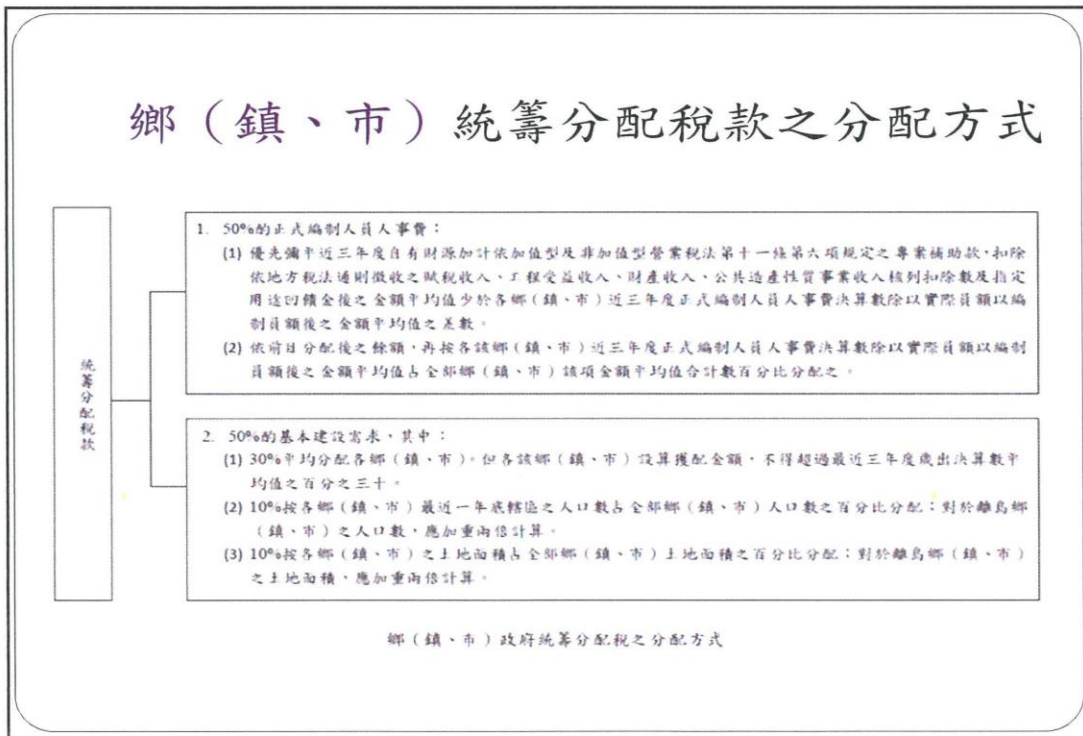 鄉（鎮、市）統籌分配稅款之分配方式
統籌分配稅款
1. 50%的正式編制人員人事費：
(1) 優先彌平近三年度自有財源加計依加值型及非加值型營業稅法第十一條第六項規定之專案補助款，扣除
依地方稅法通則徵收之賦稅收入、工程受益收入、財產收入、公共造產性質事業收入核列扣除數及指定
用途回饋金後之金額平均值少於各鄉（鎮、市）近三年度正式編制人員人事費決算數除以實際員額以編
制員額後之金額平均值之差數。
(2) 依前目分配後之餘額，再按各該鄉（鎮、市）近三年度正式編制人員人事費決算數除以實際員額以編制
員額後之金額平均值占全部鄉（鎮、市）該項金額平均值合計數百分比分配之。
2. 50%的基本建設需求，其中：
(1) 30%平均分配各鄉（鎮、市）。但各該鄉（鎮、市）設算獲配金額，不得超過最近三年度歲出決算數平
均值之百分之三十。
(2) 10%按各鄉（鎮、市）最近一年底轄區之人口數占全部鄉（鎮、市）人口數之百分比分配；對於離島鄉
（鎮、市）之人口數，應加重兩倍計算。
(3) 10%按各鄉（鎮、市）之土地面積占全部鄉（鎮、市）土地面積之百分比分配；對於離島鄉（鎮、市）
之土地面積，應加重兩倍計算。
鄉（鎮、市）政府統籌分配稅之分配方式